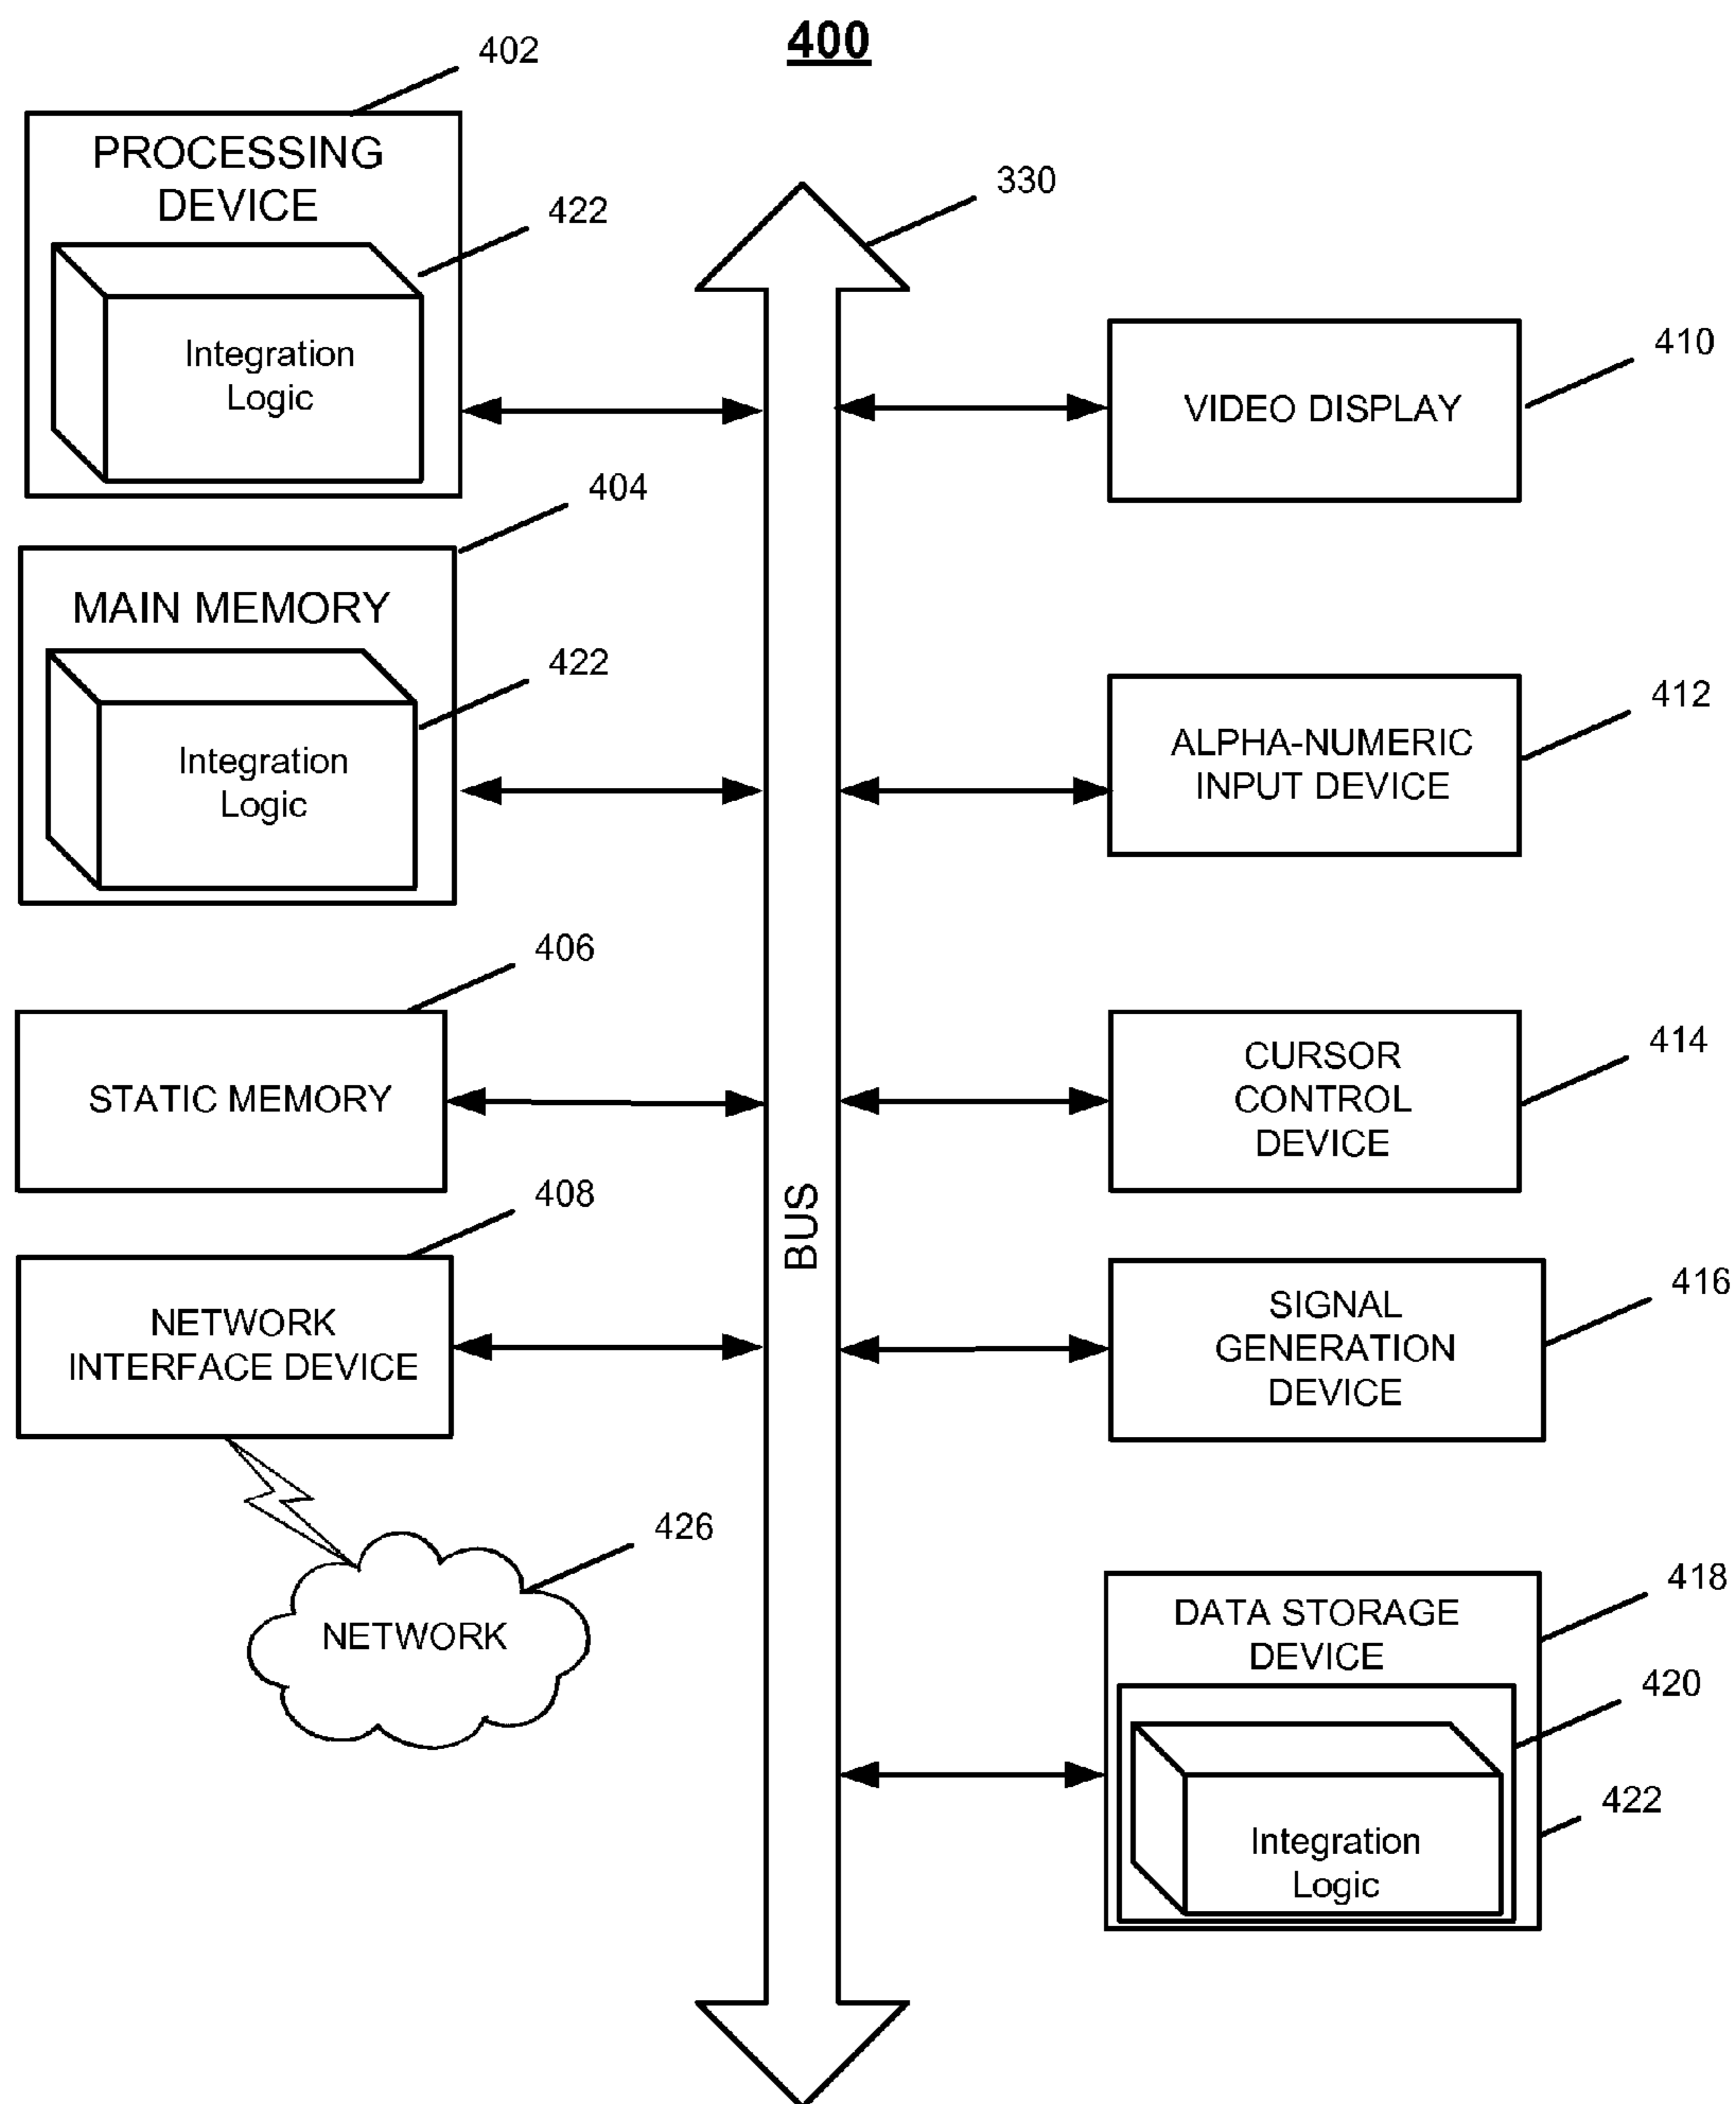 400
402
PROCESSING
DEVICE
422
Integration
Logic
330
410
VIDEO DISPLAY
404
MAIN MEMORY
422
Integration
Logic
412
ALPHA-NUMERIC
INPUT DEVICE
406
STATIC MEMORY
414
CURSOR
CONTROL
DEVICE
BUS
408
NETWORK
INTERFACE DEVICE
416
SIGNAL
GENERATION
DEVICE
426
NETWORK
418
DATA STORAGE
DEVICE
420
422
Integration
Logic